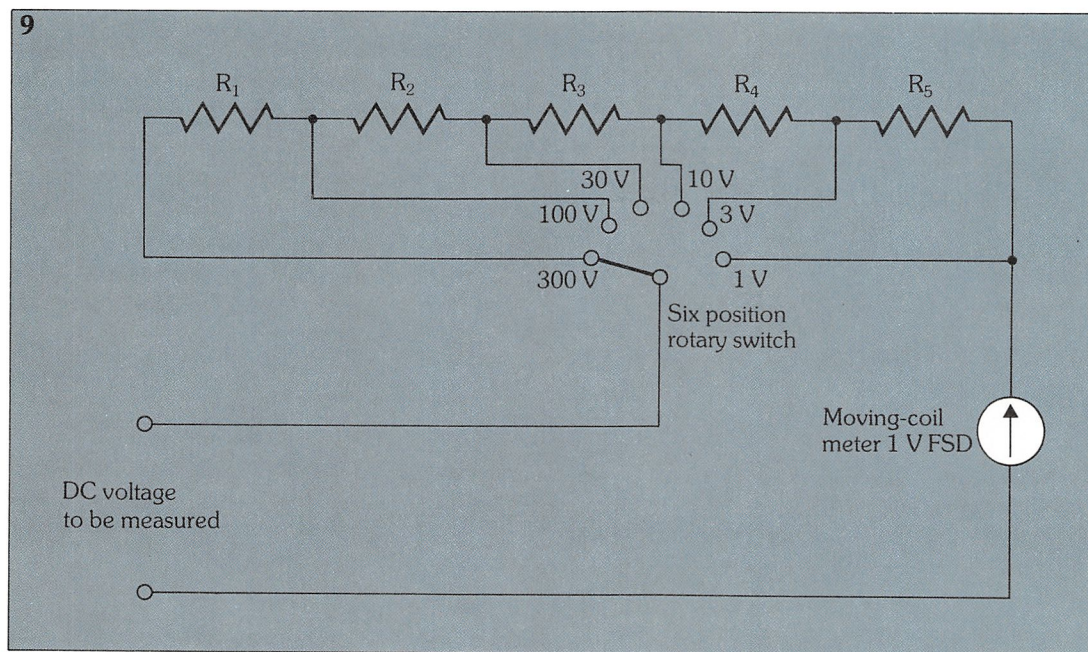 9
R₁
R₂
R₃
R₄
R₅
30 V
10 V
100 V
3 V
300 V
1 V
Six position
rotary switch
Moving-coil
meter 1 V FSD
DC voltage
to be measured